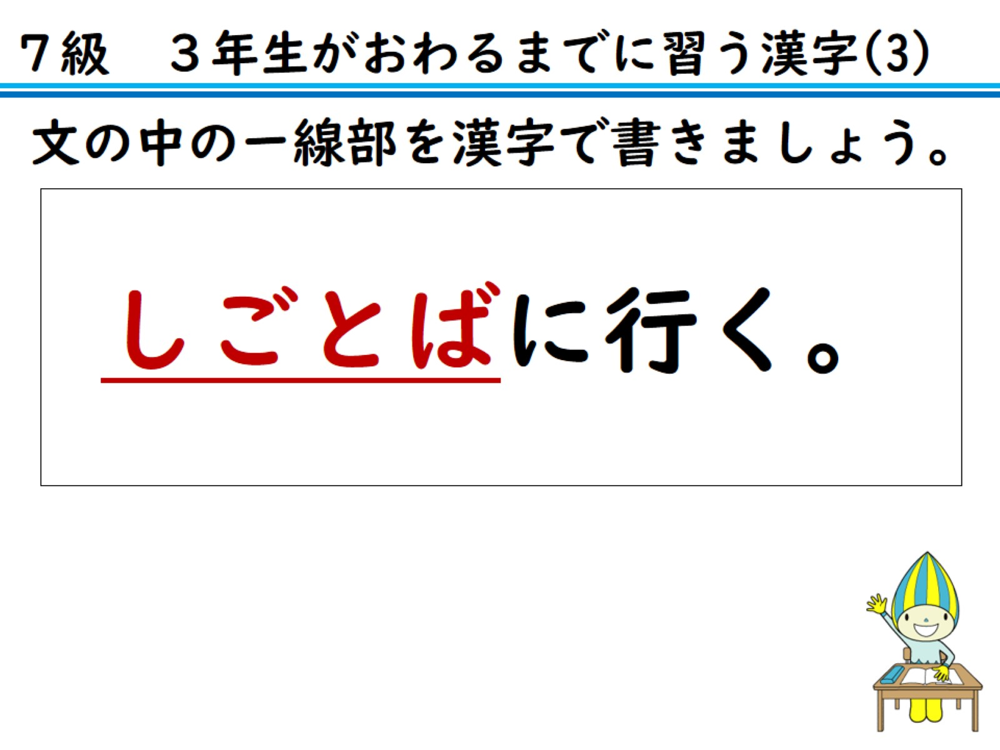 ７級　３年生がおわるまでに習う漢字(3)
文の中の―線部を漢字で書きましょう。
しごとばに行く。